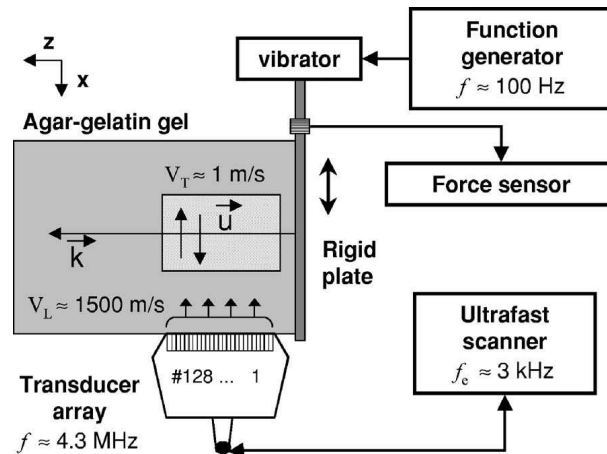 z
x
vibrator
Function
generator
f ≈ 100 Hz
Agar-gelatin gel
V_T ≈ 1 m/s
u
k
Force sensor
Rigid
plate
V_L ≈ 1500 m/s
#128 ... 1
Transducer
array
f ≈ 4.3 MHz
Ultrafast
scanner
f_e ≈ 3 kHz